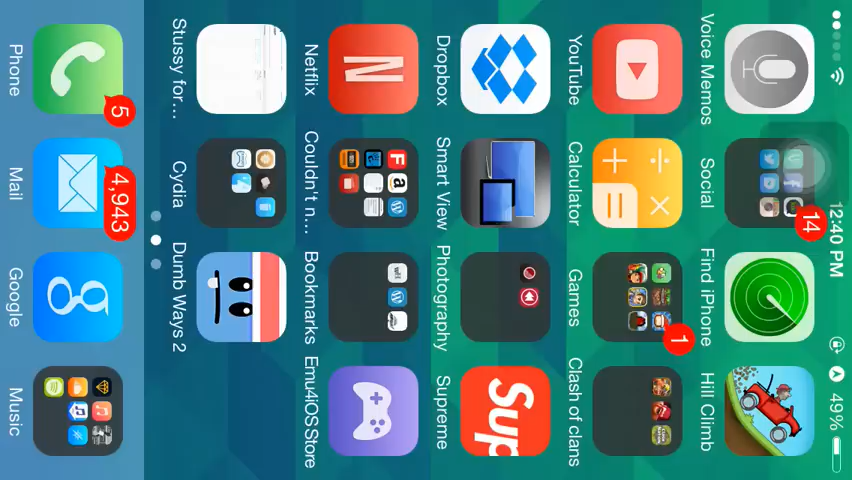 12:40 PM 49%
Voice Memos Social Find iPhone Hill Climb
14
YouTube Calculator Games Clash of clans
1
Dropbox Smart View Photography Supreme
Sup
Netflix Couldn't n... Bookmarks Emu4iOSStore
N
Stussy for... Cydia Dumb Ways 2
Phone Mail Google Music
5 4,943
g